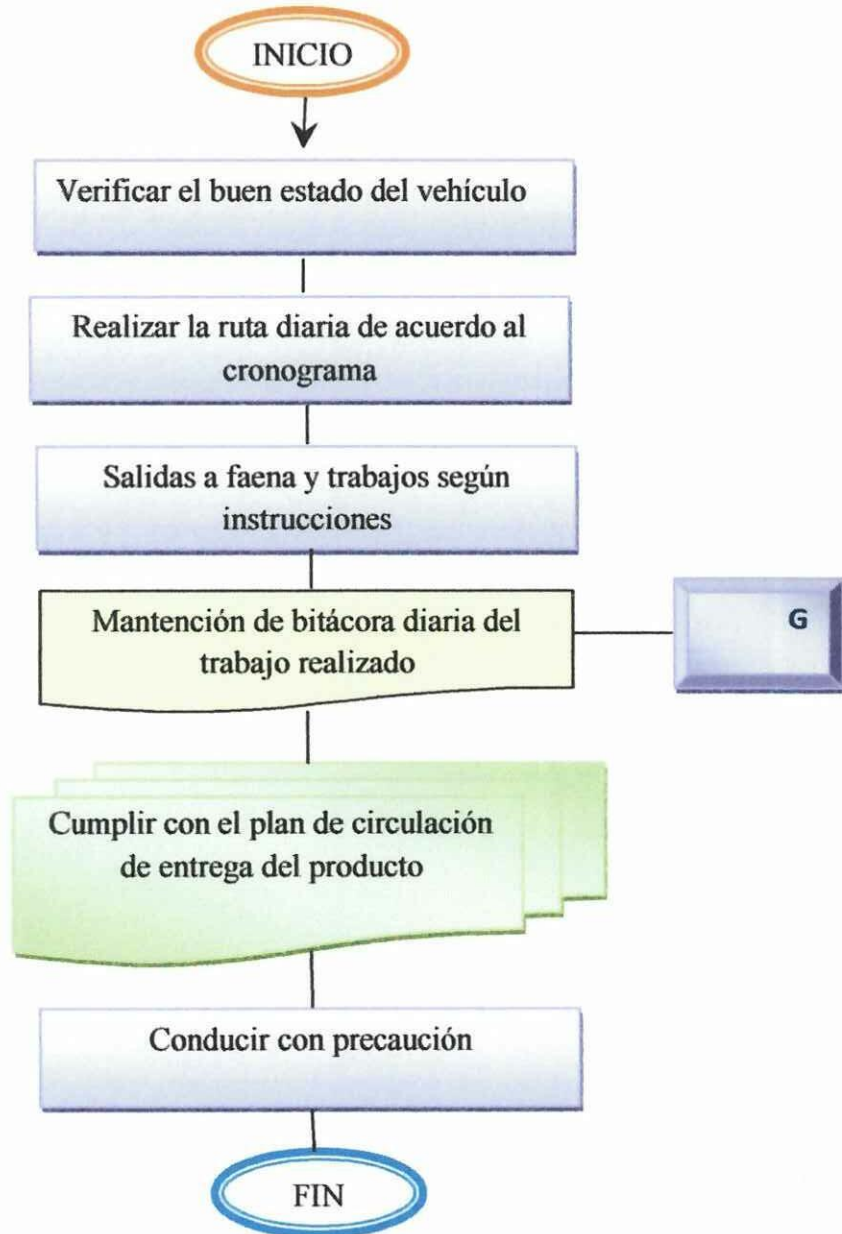 INICIO
Verificar el buen estado del vehículo
Realizar la ruta diaria de acuerdo al
cronograma
Salidas a faena y trabajos según
instrucciones
Mantención de bitácora diaria del
trabajo realizado
G
Cumplir con el plan de circulación
de entrega del producto
Conducir con precaución
FIN